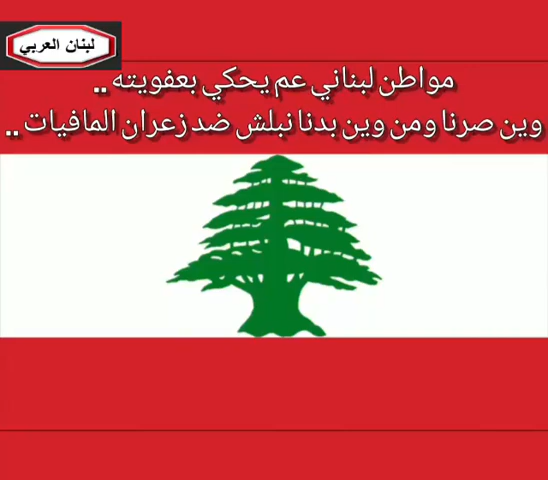 لبنان العربي
مواطن لبناني عم يحكي بعفويته ..
وين صرنا ومن وين بدنا نبلش ضد زعران المافيات ..